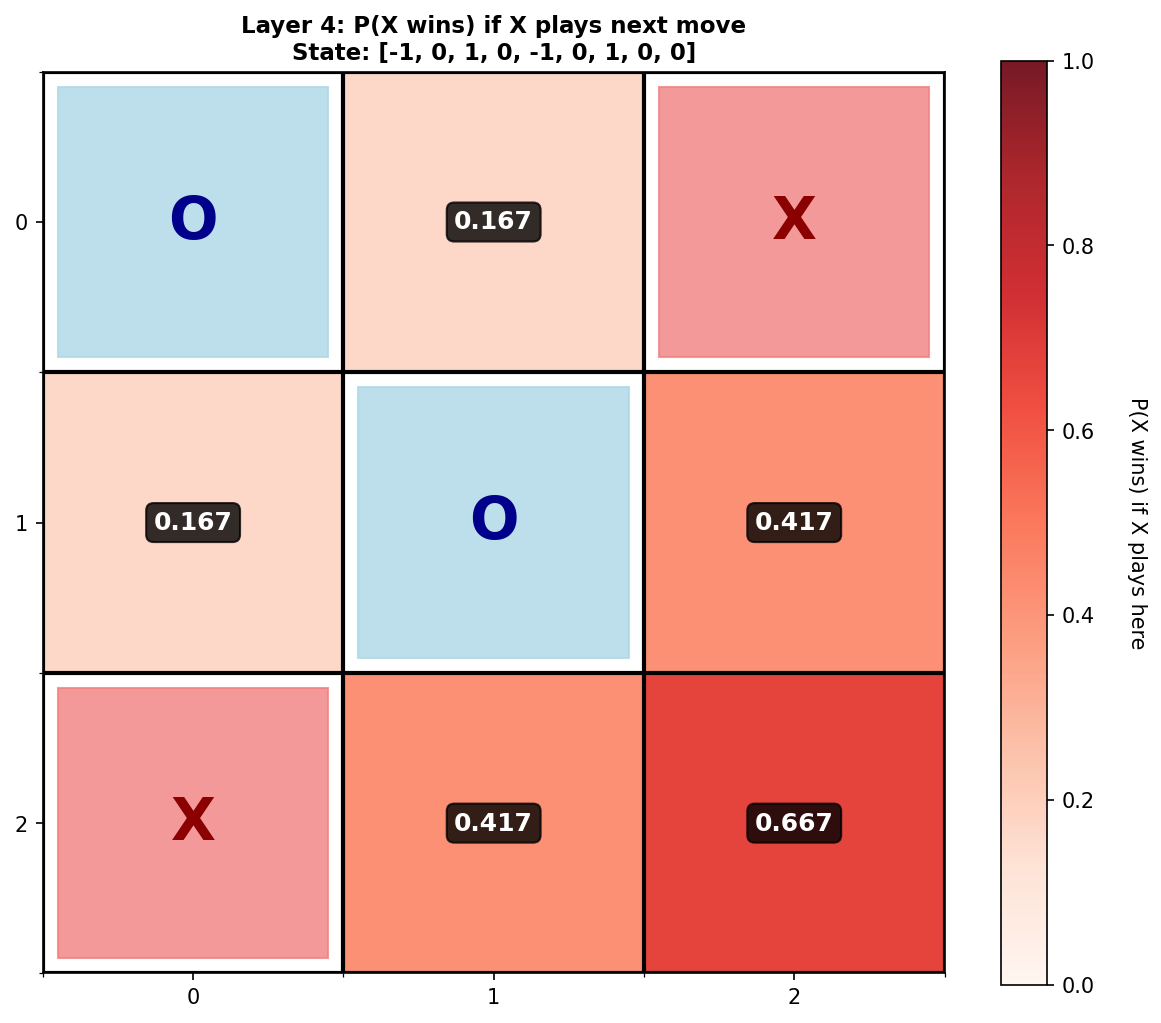 Layer 4: P(X wins) if X plays next move
State: [-1, 0, 1, 0, -1, 0, 1, 0, 0]
0
O
0.167
X
1
0.167
O
0.417
2
X
0.417
0.667
0
1
2
1.0
0.8
0.6
0.4
0.2
0.0
P(X wins) if X plays here